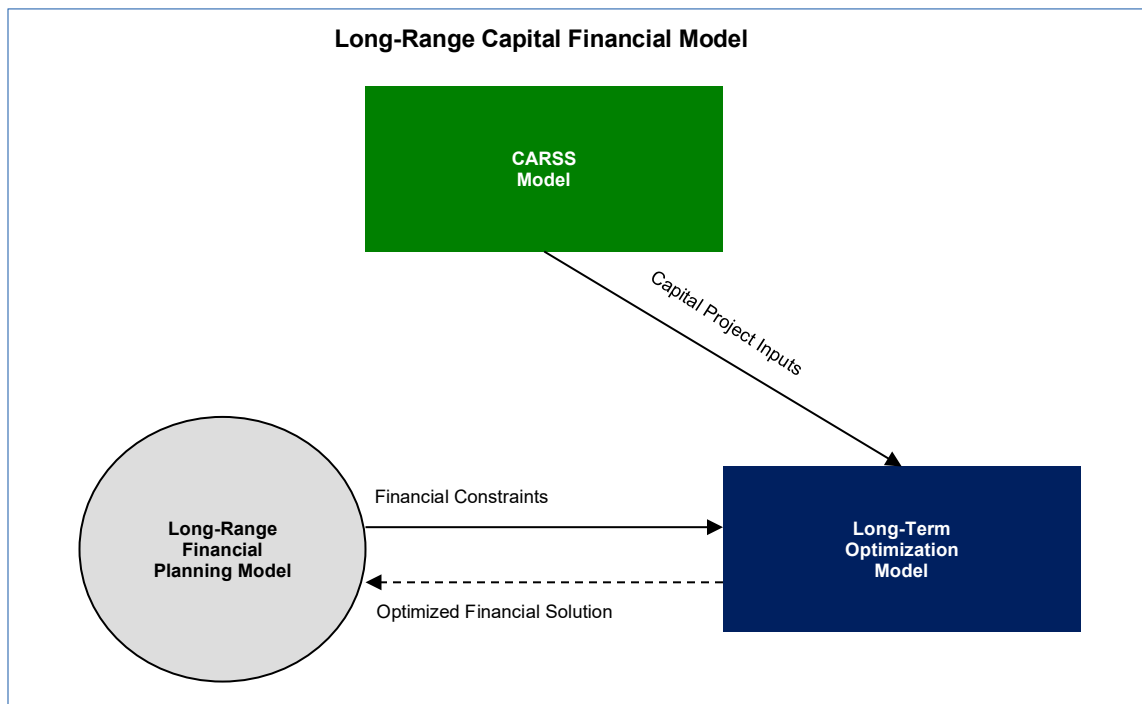 Long-Range Capital Financial Model
CARSS
Model
Capital Project Inputs
Financial Constraints
Long-Range
Financial
Planning Model
Long-Term
Optimization
Model
Optimized Financial Solution